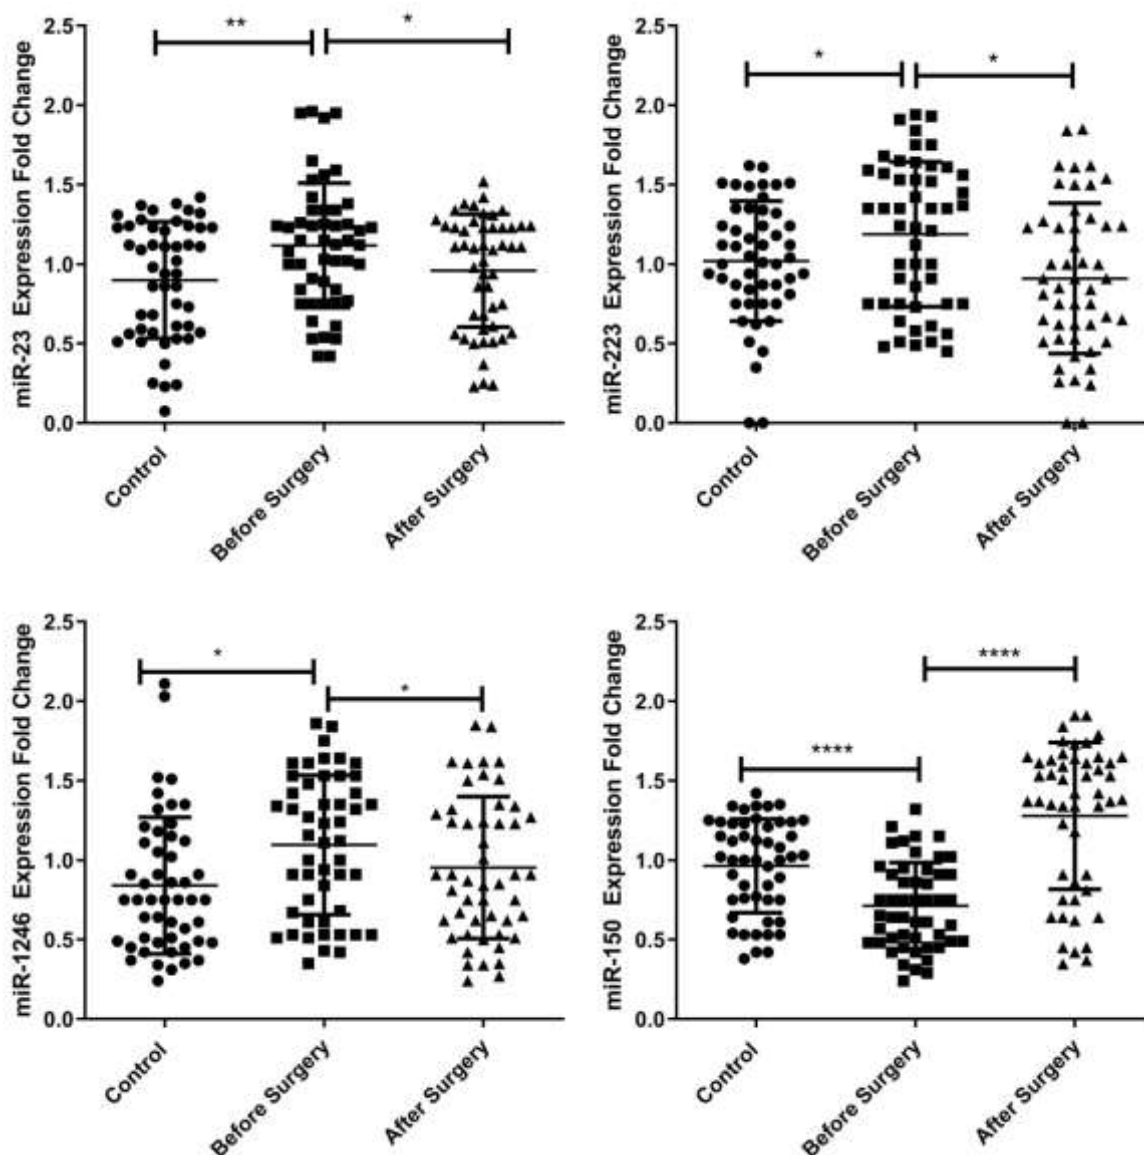 miR-23 Expression Fold Change
2.5
2.0
1.5
1.0
0.5
0.0
**
*
Control
Before Surgery
After Surgery
miR-223 Expression Fold Change
2.5
2.0
1.5
1.0
0.5
0.0
*
*
Control
Before Surgery
After Surgery
miR-1246 Expression Fold Change
2.5
2.0
1.5
1.0
0.5
0.0
*
*
Control
Before Surgery
After Surgery
miR-150 Expression Fold Change
2.5
2.0
1.5
1.0
0.5
0.0
****
****
Control
Before Surgery
After Surgery